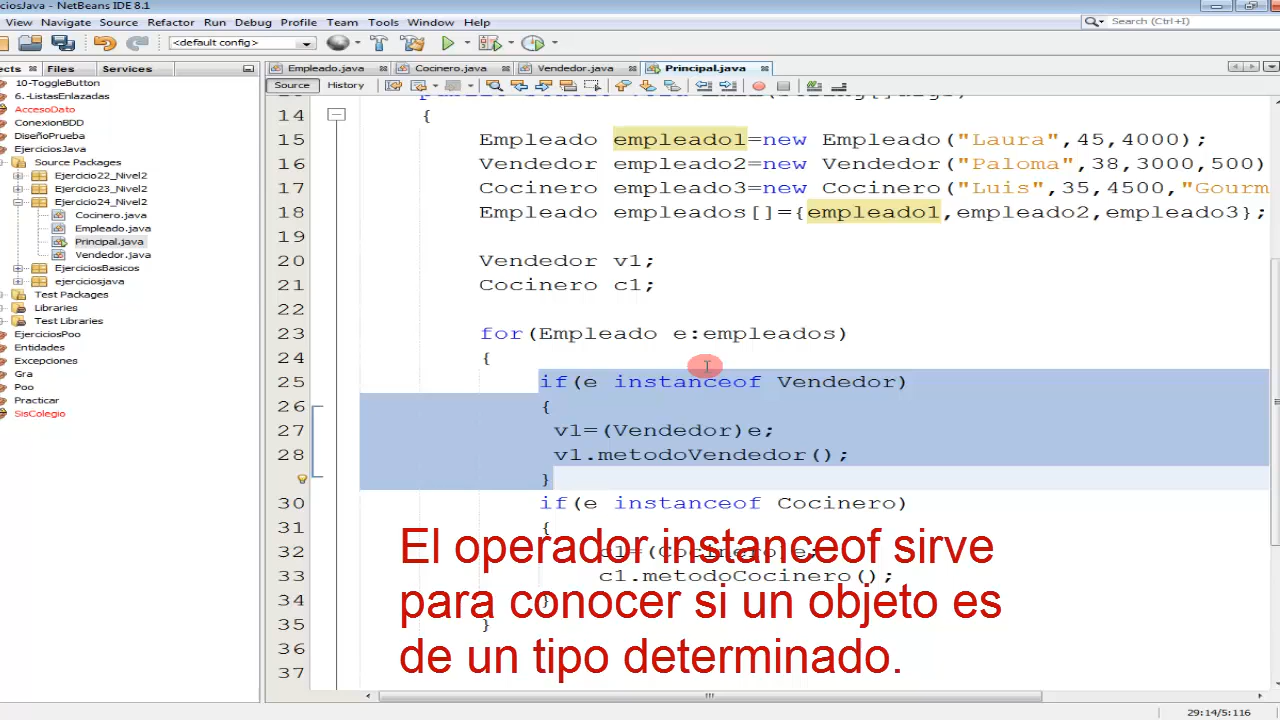 ciosJava - NetBeans IDE 8.1
View Navigate Source Refactor Run Debug Profile Team Tools Window Help
Search (Ctrl+I)
<default config>
ects Files Services
Empleado.java Cocinero.java Vendedor.java Principal.java
Source History
10-ToggleButton
6.-ListasEnlazadas
AccesoDato
ConexionBDD
DiseñoPrueba
EjerciciosJava
Source Packages
Ejercicio22_Nivel2
Ejercicio23_Nivel2
Ejercicio24_Nivel2
Cocinero.java
Empleado.java
Principal.java
Vendedor.java
EjerciciosBasicos
ejerciciosjava
Test Packages
Libraries
Test Libraries
EjerciciosPoo
Entidades
Excepciones
Gra
Poo
Practicar
SisColegio
14 {
15 Empleado empleado1=new Empleado("Laura",45,4000);
16 Vendedor empleado2=new Vendedor("Paloma",38,3000,500)
17 Cocinero empleado3=new Cocinero("Luis",35,4500,"Gourm
18 Empleado empleados[]={empleado1,empleado2,empleado3};
19
20 Vendedor v1;
21 Cocinero c1;
22
23 for(Empleado e:empleados)
24 {
25 if(e instanceof Vendedor)
26 {
27 v1=(Vendedor)e;
28 v1.metodoVendedor();
}
30 if(e instanceof Cocinero)
31 {
32 c1=(Cocinero)e;
33 c1.metodoCocinero();
34 }
35 }
36
37
El operador instanceof sirve
para conocer si un objeto es
de un tipo determinado.
29:14/5:116